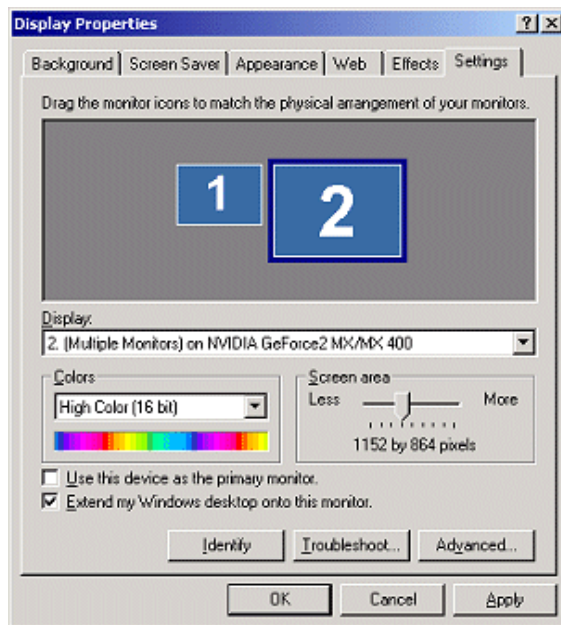 Display Properties
Background Screen Saver Appearance Web Effects Settings
Drag the monitor icons to match the physical arrangement of your monitors.
1 2
Display:
2. (Multiple Monitors) on NVIDIA GeForce2 MX/MX 400
Colors
High Color (16 bit)
Screen area
Less More
1152 by 864 pixels
Use this device as the primary monitor.
Extend my Windows desktop onto this monitor.
Identify Troubleshoot... Advanced...
OK Cancel Apply